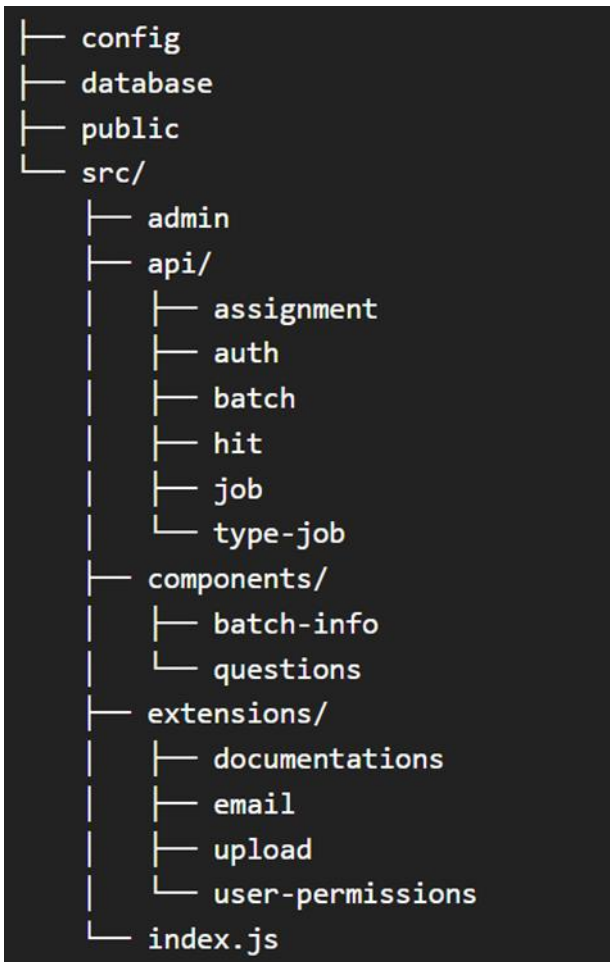 ├── config
├── database
├── public
└── src/
    ├── admin
    ├── api/
    │   ├── assignment
    │   ├── auth
    │   ├── batch
    │   ├── hit
    │   ├── job
    │   └── type-job
    ├── components/
    │   ├── batch-info
    │   └── questions
    ├── extensions/
    │   ├── documentations
    │   ├── email
    │   ├── upload
    │   └── user-permissions
    └── index.js